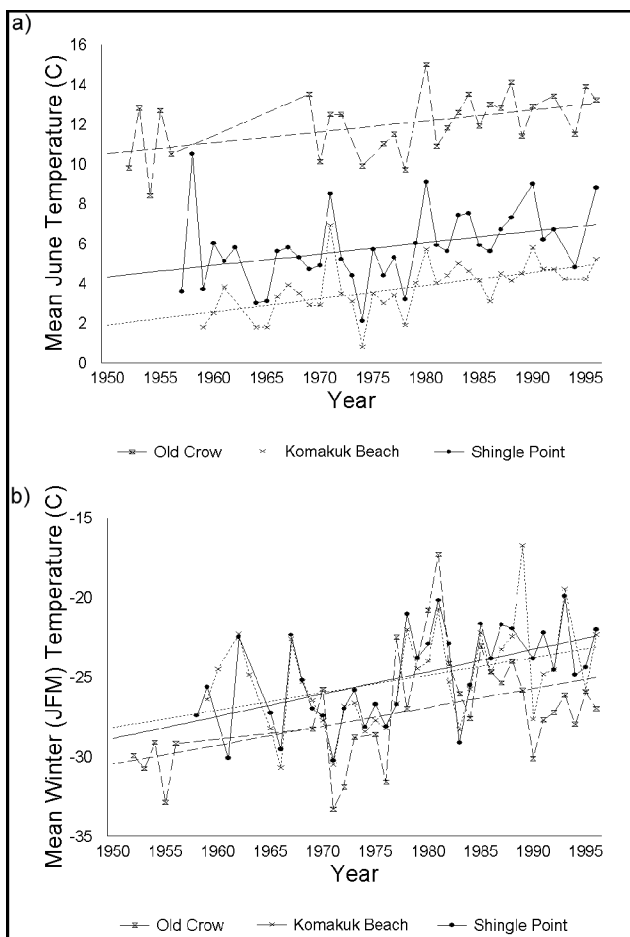 a)
Mean June Temperature (C)
16
14
12
10
8
6
4
2
0
1950 1955 1960 1965 1970 1975 1980 1985 1990 1995
Year
Old Crow Komakuk Beach Shingle Point
b)
Mean Winter (JFM) Temperature (C)
-15
-20
-25
-30
-35
1950 1955 1960 1965 1970 1975 1980 1985 1990 1995
Year
Old Crow Komakuk Beach Shingle Point